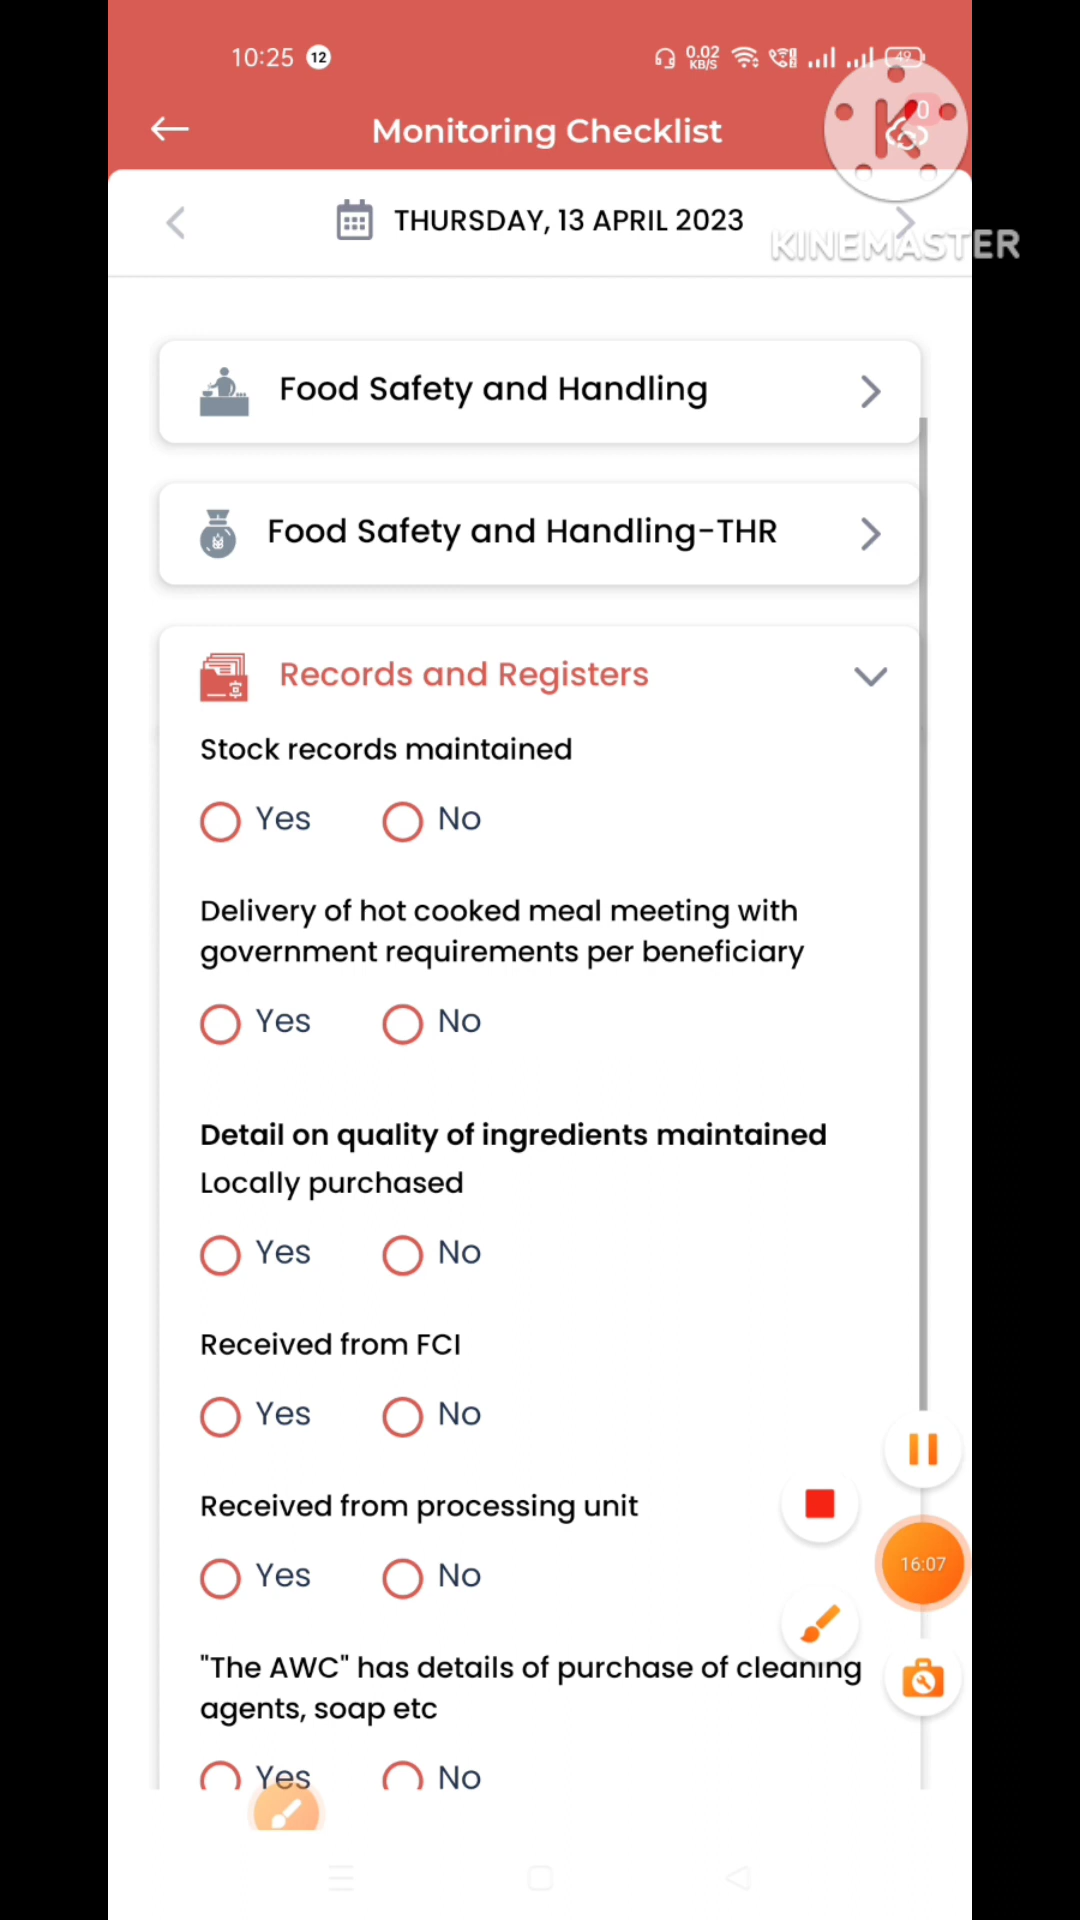 10:25 12 0.02 KB/S 49
Monitoring Checklist
K 0
THURSDAY, 13 APRIL 2023
KINEMASTER
Food Safety and Handling
Food Safety and Handling-THR
Records and Registers
Stock records maintained
Yes No
Delivery of hot cooked meal meeting with
government requirements per beneficiary
Yes No
Detail on quality of ingredients maintained
Locally purchased
Yes No
Received from FCI
Yes No
Received from processing unit
Yes No
16:07
"The AWC" has details of purchase of cleaning
agents, soap etc
Yes No